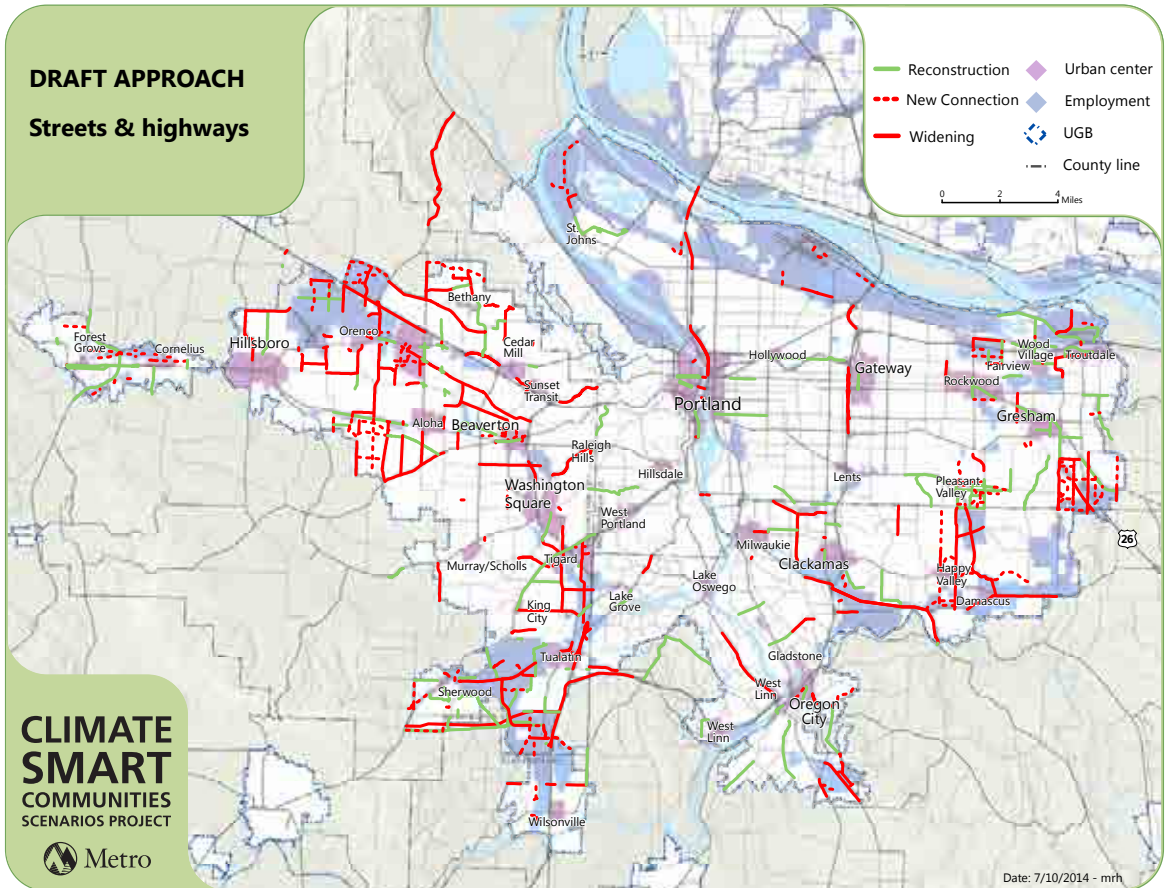 DRAFT APPROACH
Streets & highways
Reconstruction
New Connection
Widening
Urban center
Employment
UGB
County line
0 2 4 Miles
St.
Johns
Bethany
Forest
Grove
Cornelius
Hillsboro
Orenco
Cedar
Mill
Sunset
Transit
Hollywood
Gateway
Wood
Village
Troutdale
Fairview
Rockwood
Portland
Gresham
Aloha
Beaverton
Raleigh
Hills
Hillsdale
Washington
Square
Lents
Pleasant
Valley
West
Portland
26
Tigard
Murray/Scholls
Milwaukie
Clackamas
Lake
Oswego
Happy
Valley
King
City
Lake
Grove
Damascus
Tualatin
Gladstone
Sherwood
West
Linn
Oregon
City
West
Linn
Wilsonville
CLIMATE
SMART
COMMUNITIES
SCENARIOS PROJECT
Metro
Date: 7/10/2014 - mrh